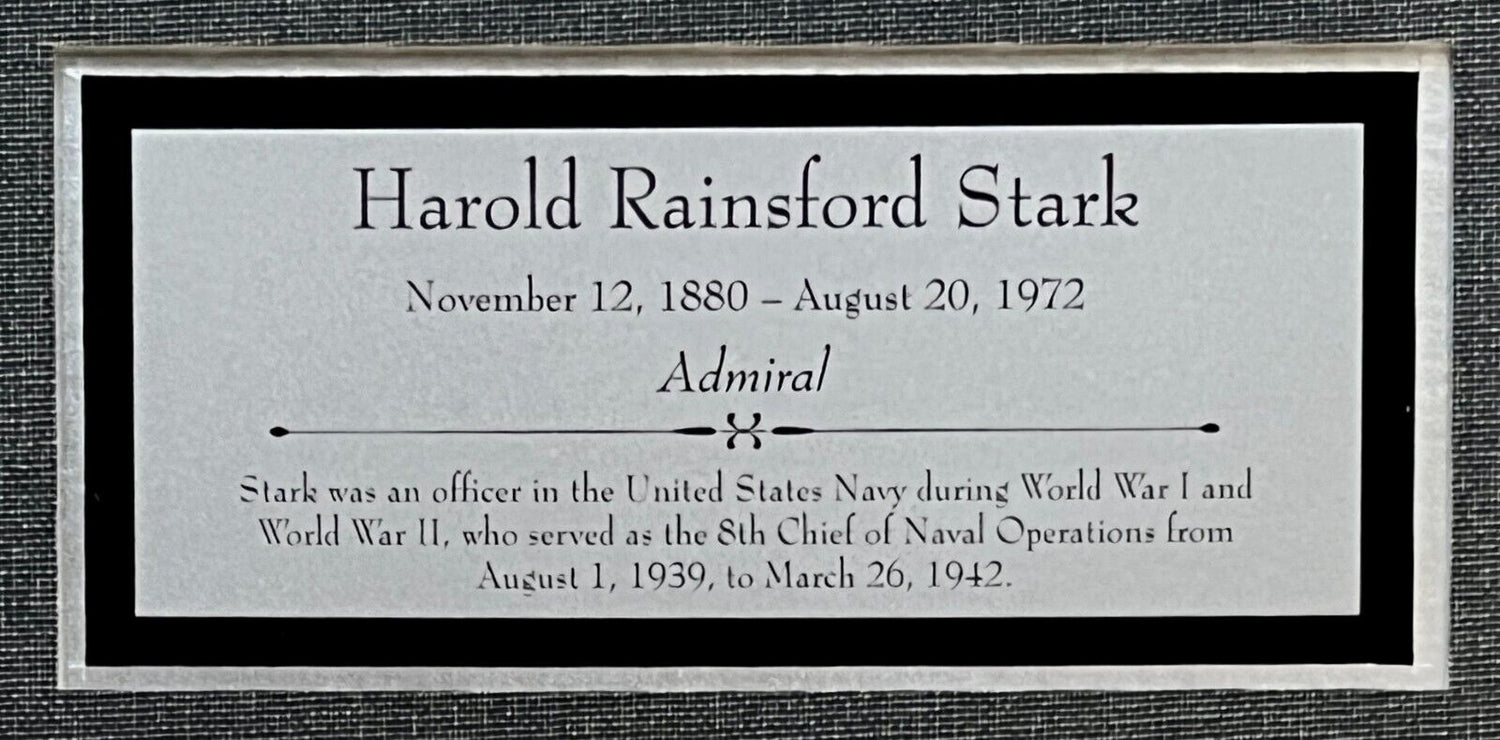 Harold Rainsford Stark
November 12, 1880 – August 20, 1972
Admiral
Stark was an officer in the United States Navy during World War I and
World War II, who served as the 8th Chief of Naval Operations from
August 1, 1939, to March 26, 1942.